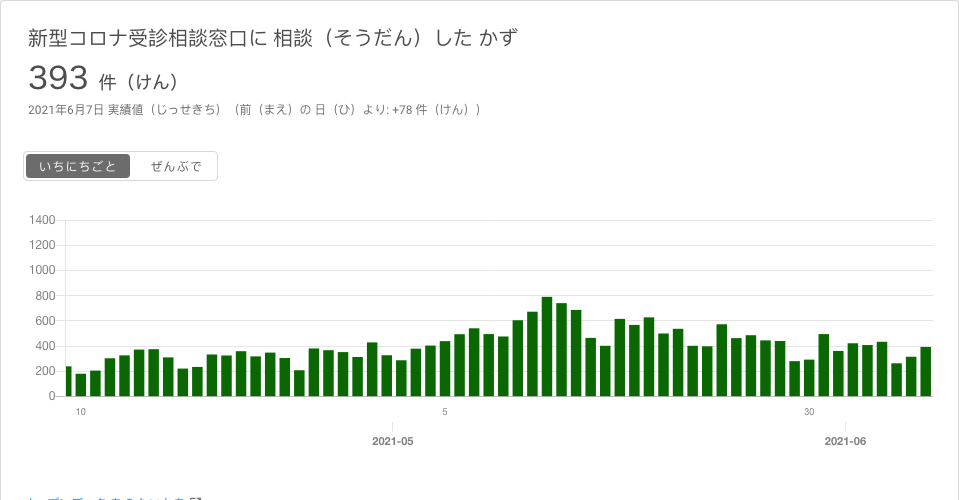 新型コロナ受診相談窓口に 相談（そうだん）した かず
393 件（けん）
2021年6月7日 実績値（じっせきち）（前（まえ）の 日（ひ）より: +78 件（けん））
いちにちごと ぜんぶで
1400
1200
1000
800
600
400
200
0
10 5 30
2021-05 2021-06